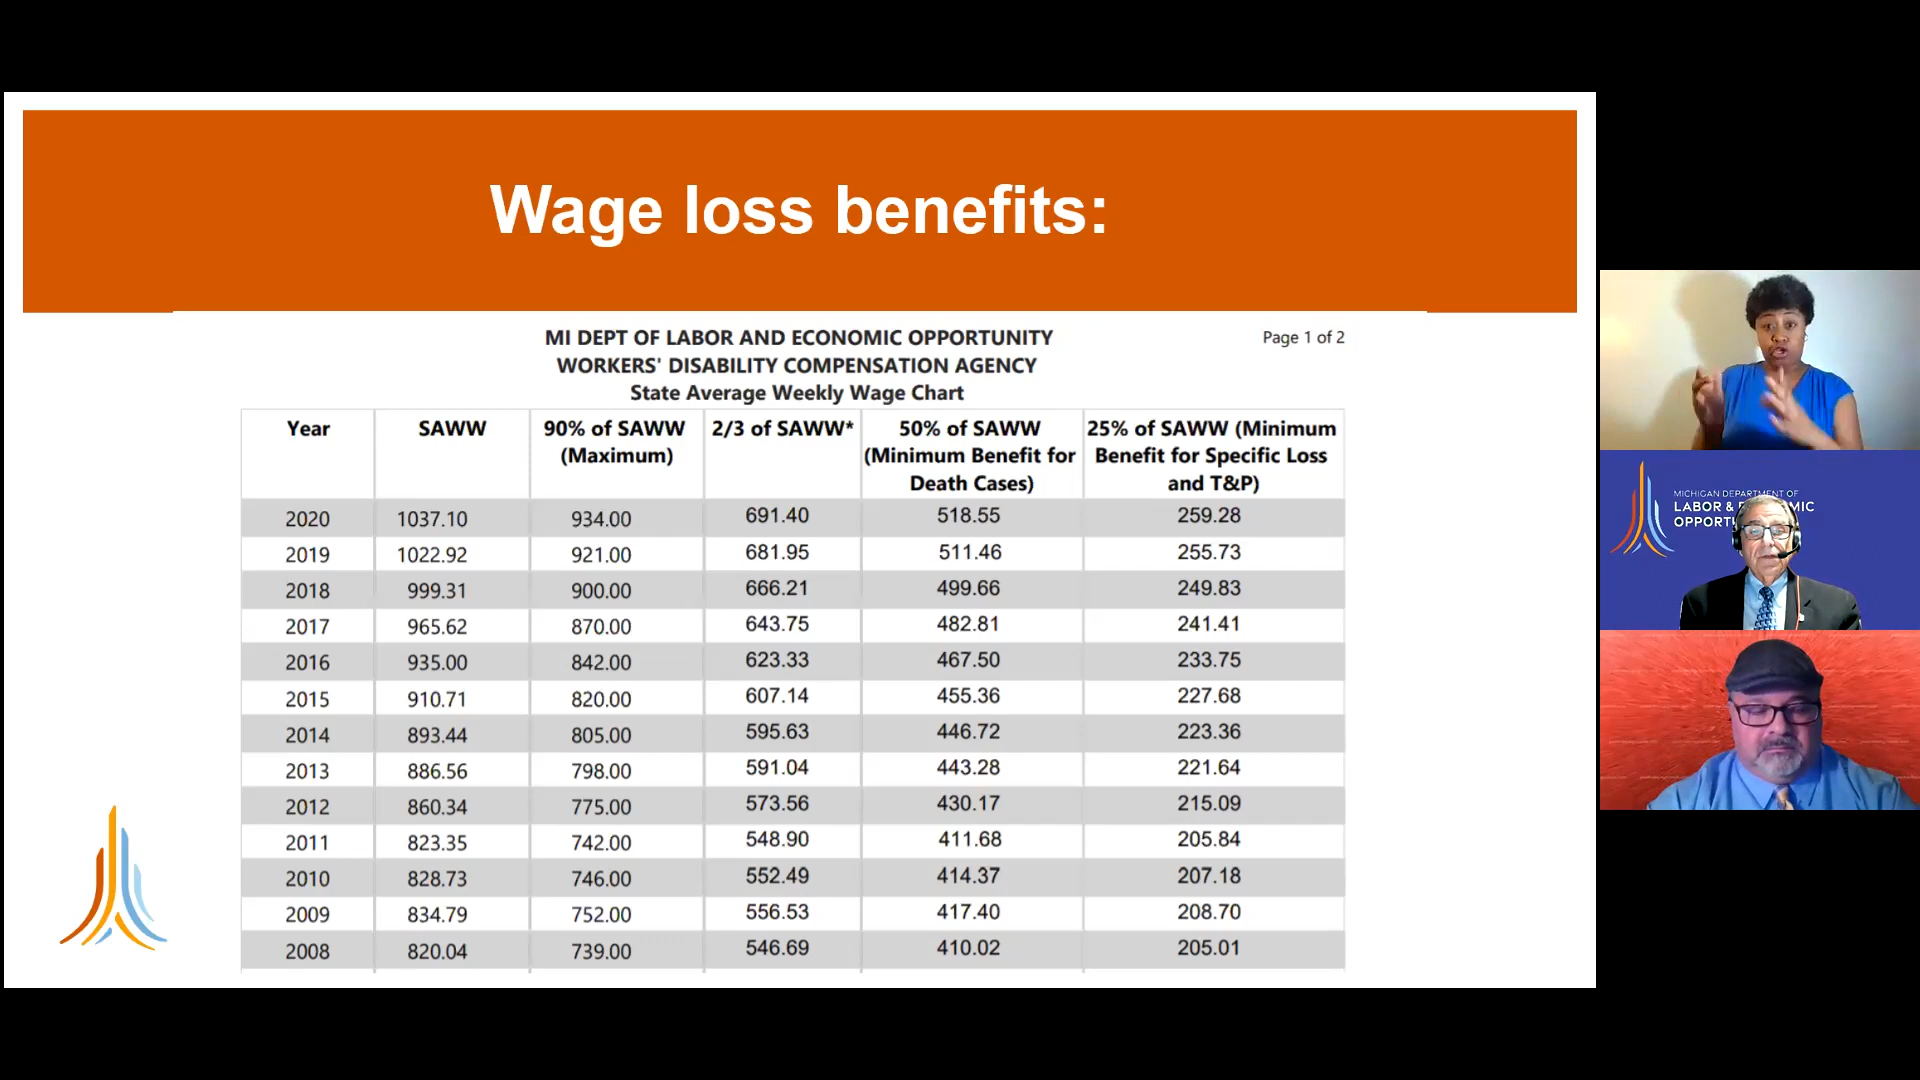 Wage loss benefits:
MI DEPT OF LABOR AND ECONOMIC OPPORTUNITY
Page 1 of 2
WORKERS' DISABILITY COMPENSATION AGENCY
State Average Weekly Wage Chart
Year SAWW 90% of SAWW 2/3 of SAWW* 50% of SAWW 25% of SAWW (Minimum
(Maximum) (Minimum Benefit for Benefit for Specific Loss
Death Cases) and T&P)
2020 1037.10 934.00 691.40 518.55 259.28
2019 1022.92 921.00 681.95 511.46 255.73
2018 999.31 900.00 666.21 499.66 249.83
2017 965.62 870.00 643.75 482.81 241.41
2016 935.00 842.00 623.33 467.50 233.75
2015 910.71 820.00 607.14 455.36 227.68
2014 893.44 805.00 595.63 446.72 223.36
2013 886.56 798.00 591.04 443.28 221.64
2012 860.34 775.00 573.56 430.17 215.09
2011 823.35 742.00 548.90 411.68 205.84
2010 828.73 746.00 552.49 414.37 207.18
2009 834.79 752.00 556.53 417.40 208.70
2008 820.04 739.00 546.69 410.02 205.01
MICHIGAN DEPARTMENT OF
LABOR &